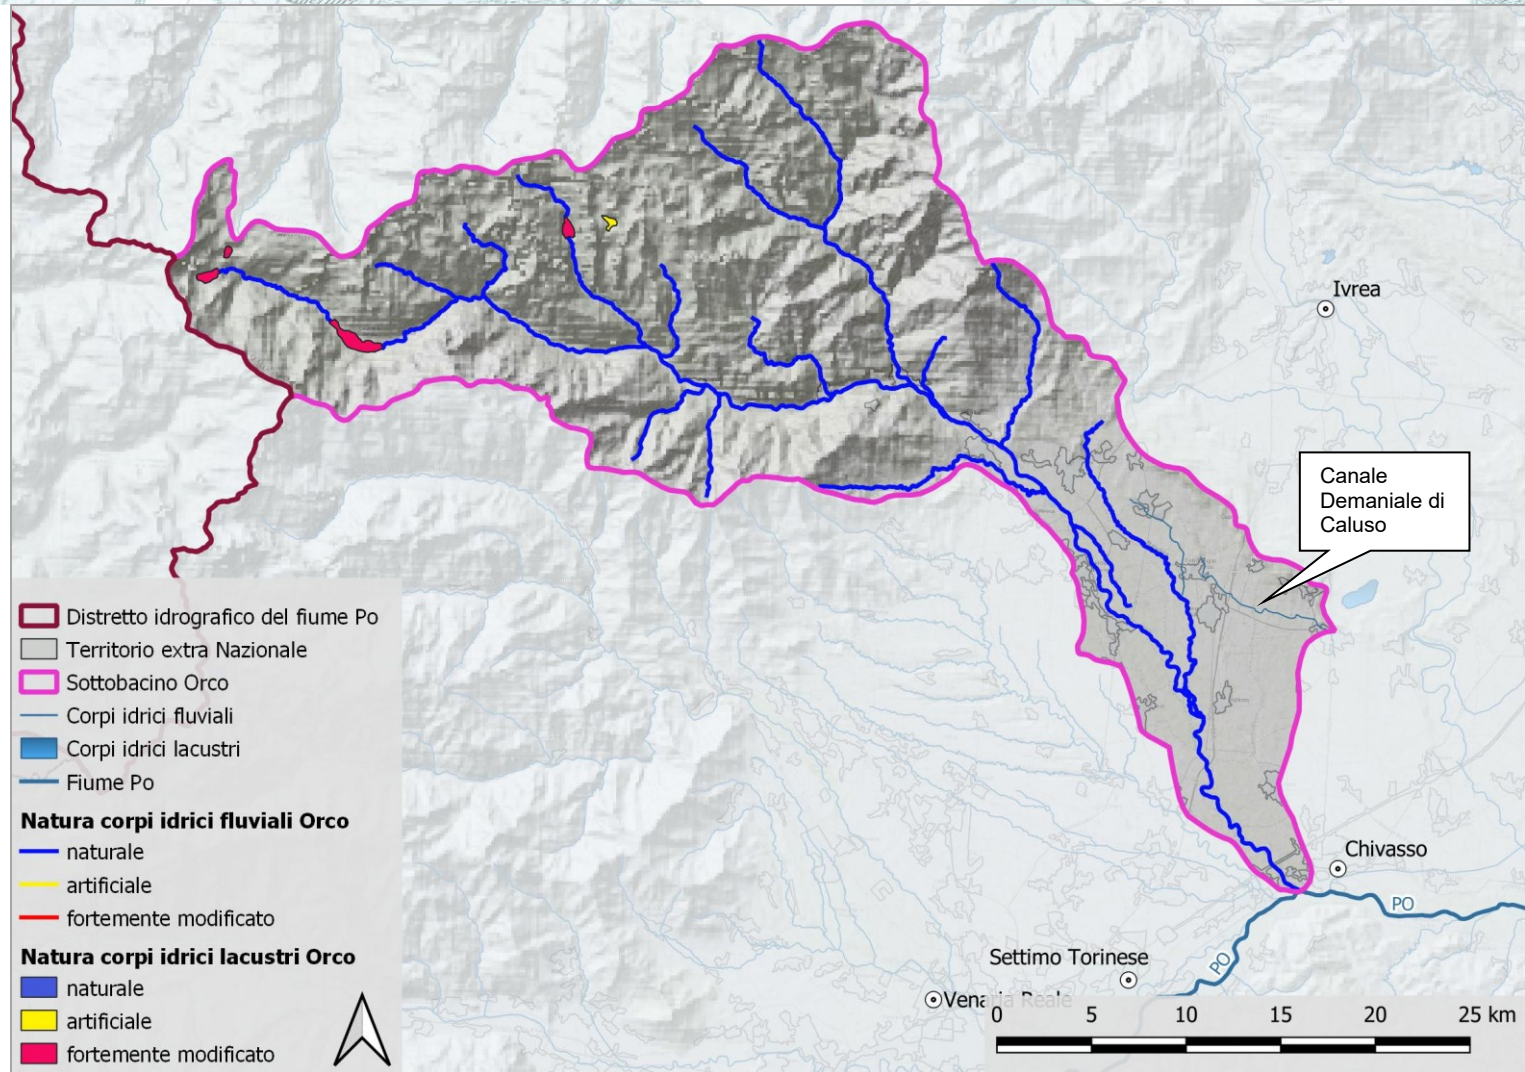 Ivrea
Canale
Demaniale di
Caluso
Distretto idrografico del fiume Po
Territorio extra Nazionale
Sottobacino Orco
Corpi idrici fluviali
Corpi idrici lacustri
Fiume Po
Natura corpi idrici fluviali Orco
naturale
artificiale
fortemente modificato
Natura corpi idrici lacustri Orco
naturale
artificiale
fortemente modificato
Chivasso
PO
PO
Settimo Torinese
Venaria Reale
0 5 10 15 20 25 km